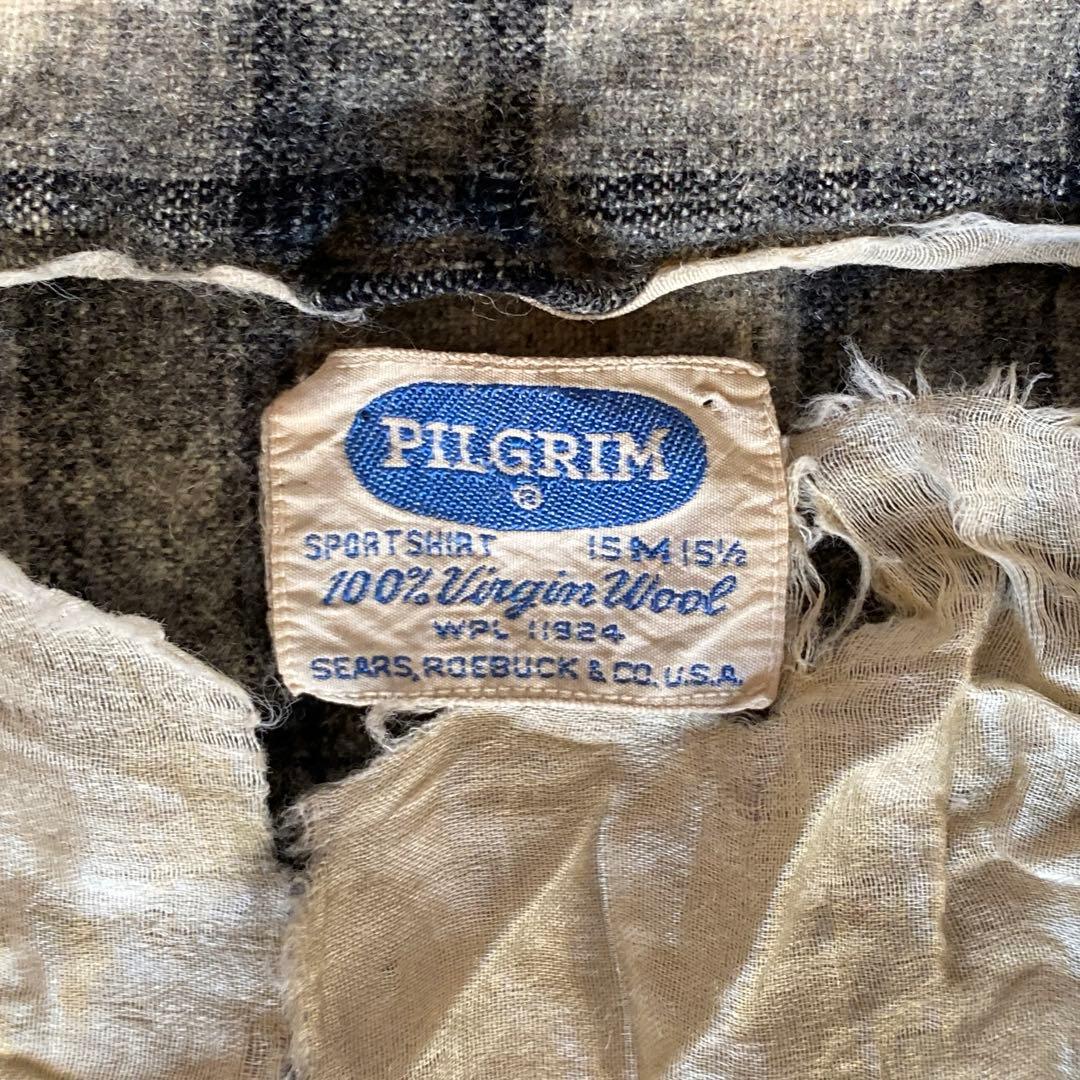 PILGRIM
®
SPORTSHIRT 15 M 15½
100% Virgin Wool
WPL 11924
SEARS, ROEBUCK & CO. U.S.A.